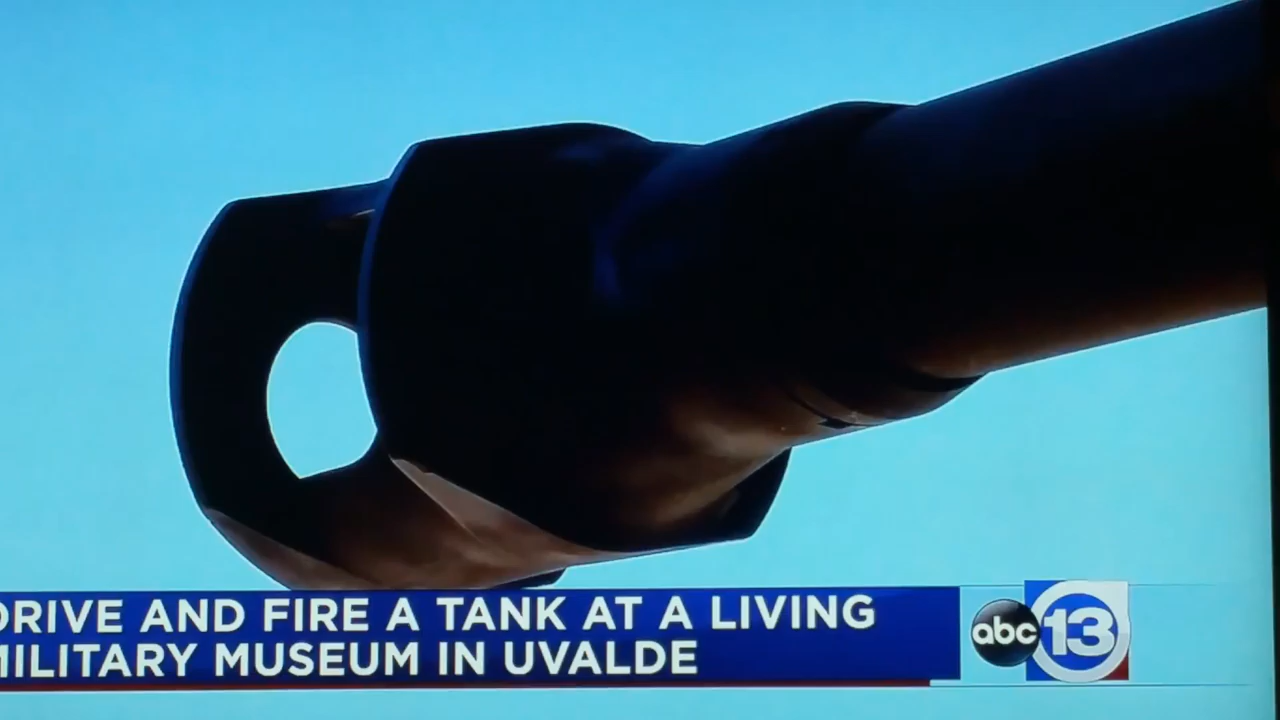 DRIVE AND FIRE A TANK AT A LIVING
MILITARY MUSEUM IN UVALDE
abc 13